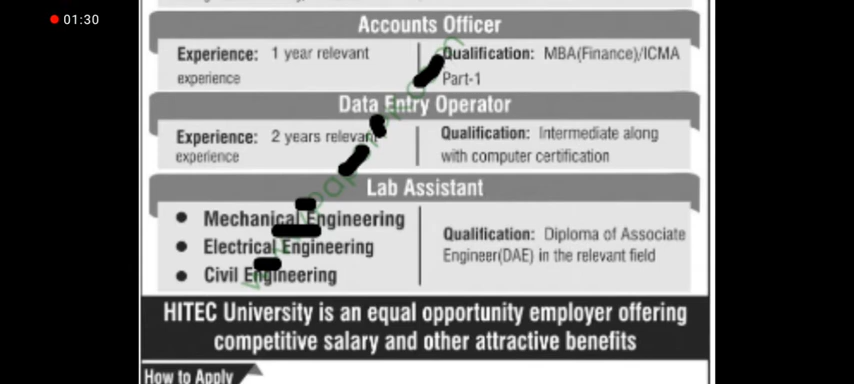 01:30
Accounts Officer
Experience: 1 year relevant experience
Qualification: MBA(Finance)/ICMA Part-1
Data Entry Operator
Experience: 2 years relevant experience
Qualification: Intermediate along with computer certification
Lab Assistant
● Mechanical Engineering
● Electrical Engineering
● Civil Engineering
Qualification: Diploma of Associate Engineer(DAE) in the relevant field
HITEC University is an equal opportunity employer offering
competitive salary and other attractive benefits
How to Apply